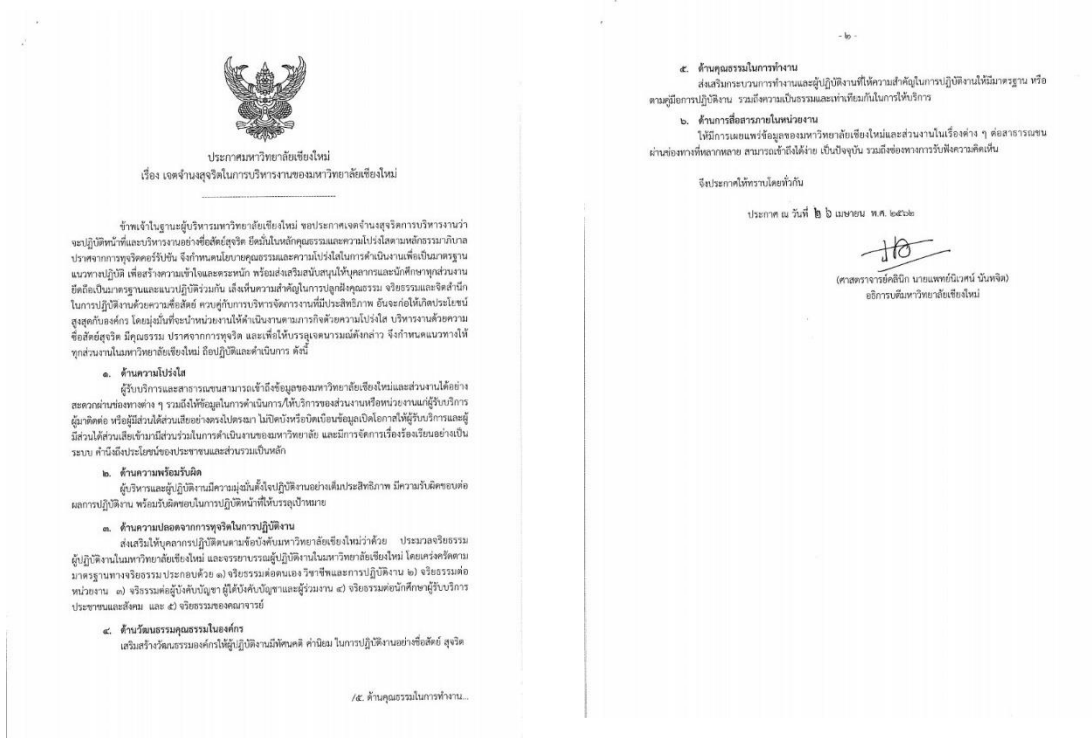 ประกาศมหาวิทยาลัยเชียงใหม่
เรื่อง เจตจำนงสุจริตในการบริหารงานของมหาวิทยาลัยเชียงใหม่
ข้าพเจ้าในฐานะผู้บริหารมหาวิทยาลัยเชียงใหม่ ขอประกาศเจตจำนงสุจริตการบริหารงานว่า
จะปฏิบัติหน้าที่และบริหารงานอย่างซื่อสัตย์สุจริต ยึดมั่นในหลักคุณธรรมและความโปร่งใสตามหลักธรรมาภิบาล
ปราศจากการทุจริตคอร์รัปชัน จึงกำหนดนโยบายคุณธรรมและความโปร่งใสในการดำเนินงานเพื่อเป็นมาตรฐาน
แนวทางปฏิบัติ เพื่อสร้างความเข้าใจและตระหนัก พร้อมส่งเสริมสนับสนุนให้บุคลากรและนักศึกษาทุกส่วนงาน
ยึดถือเป็นมาตรฐานและแนวปฏิบัติร่วมกัน เล็งเห็นความสำคัญในการปลูกฝังคุณธรรม จริยธรรมและจิตสำนึก
ในการปฏิบัติงานด้วยความซื่อสัตย์ ควบคู่กับการบริหารจัดการงานที่มีประสิทธิภาพ อันจะก่อให้เกิดประโยชน์
สูงสุดกับองค์กร โดยมุ่งมั่นที่จะนำหน่วยงานให้ดำเนินงานตามภารกิจด้วยความโปร่งใส บริหารงานด้วยความ
ซื่อสัตย์สุจริต มีคุณธรรม ปราศจากการทุจริต และเพื่อให้บรรลุเจตนารมณ์ดังกล่าว จึงกำหนดแนวทางให้
ทุกส่วนงานในมหาวิทยาลัยเชียงใหม่ ถือปฏิบัติและดำเนินการ ดังนี้
๑. ด้านความโปร่งใส
ผู้รับบริการและสาธารณชนสามารถเข้าถึงข้อมูลของมหาวิทยาลัยเชียงใหม่และส่วนงานได้อย่าง
สะดวกผ่านช่องทางต่าง ๆ รวมถึงให้ข้อมูลในการดำเนินการ/ให้บริการของส่วนงานหรือหน่วยงานแก่ผู้รับบริการ
ผู้มาติดต่อ หรือผู้มีส่วนได้ส่วนเสียอย่างตรงไปตรงมา ไม่ปิดบังหรือบิดเบือนข้อมูลเปิดโอกาสให้ผู้รับบริการและผู้
มีส่วนได้ส่วนเสียเข้ามามีส่วนร่วมในการดำเนินงานของมหาวิทยาลัย และมีการจัดการเรื่องร้องเรียนอย่างเป็น
ระบบ คำนึงถึงประโยชน์ของประชาชนและส่วนรวมเป็นหลัก
๒. ด้านความพร้อมรับผิด
ผู้บริหารและผู้ปฏิบัติงานมีความมุ่งมั่นตั้งใจปฏิบัติงานอย่างเต็มประสิทธิภาพ มีความรับผิดชอบต่อ
ผลการปฏิบัติงาน พร้อมรับผิดชอบในการปฏิบัติหน้าที่ให้บรรลุเป้าหมาย
๓. ด้านความปลอดจากการทุจริตในการปฏิบัติงาน
ส่งเสริมให้บุคลากรปฏิบัติตนตามข้อบังคับมหาวิทยาลัยเชียงใหม่ว่าด้วย ประมวลจริยธรรม
ผู้ปฏิบัติงานในมหาวิทยาลัยเชียงใหม่ และจรรยาบรรณผู้ปฏิบัติงานในมหาวิทยาลัยเชียงใหม่ โดยเคร่งครัดตาม
มาตรฐานทางจริยธรรมประกอบด้วย ๑) จริยธรรมต่อตนเอง วิชาชีพและการปฏิบัติงาน ๒) จริยธรรมต่อ
หน่วยงาน ๓) จริธรรมต่อผู้บังคับบัญชา ผู้ใต้บังคับบัญชาและผู้ร่วมงาน ๔) จริยธรรมต่อนักศึกษาผู้รับบริการ
ประชาชนและสังคม และ ๕) จริยธรรมของคณาจารย์
๔. ด้านวัฒนธรรมคุณธรรมในองค์กร
เสริมสร้างวัฒนธรรมองค์กรให้ผู้ปฏิบัติงานมีทัศนคติ ค่านิยม ในการปฏิบัติงานอย่างซื่อสัตย์ สุจริต
/๕. ด้านคุณธรรมในการทำงาน...
- ๒ -
๕. ด้านคุณธรรมในการทำงาน
ส่งเสริมกระบวนการทำงานและผู้ปฏิบัติงานที่ให้ความสำคัญในการปฏิบัติงานให้มีมาตรฐาน หรือ
ตามคู่มือการปฏิบัติงาน รวมถึงความเป็นธรรมและเท่าเทียมกันในการให้บริการ
๖. ด้านการสื่อสารภายในหน่วยงาน
ให้มีการเผยแพร่ข้อมูลของมหาวิทยาลัยเชียงใหม่และส่วนงานในเรื่องต่าง ๆ ต่อสาธารณชน
ผ่านช่องทางที่หลากหลาย สามารถเข้าถึงได้ง่าย เป็นปัจจุบัน รวมถึงช่องทางการรับฟังความคิดเห็น
จึงประกาศให้ทราบโดยทั่วกัน
ประกาศ ณ วันที่ ๒๖ เมษายน พ.ศ. ๒๕๖๒
(ศาสตราจารย์คลินิก นายแพทย์นิเวศน์ นันทจิต)
อธิการบดีมหาวิทยาลัยเชียงใหม่